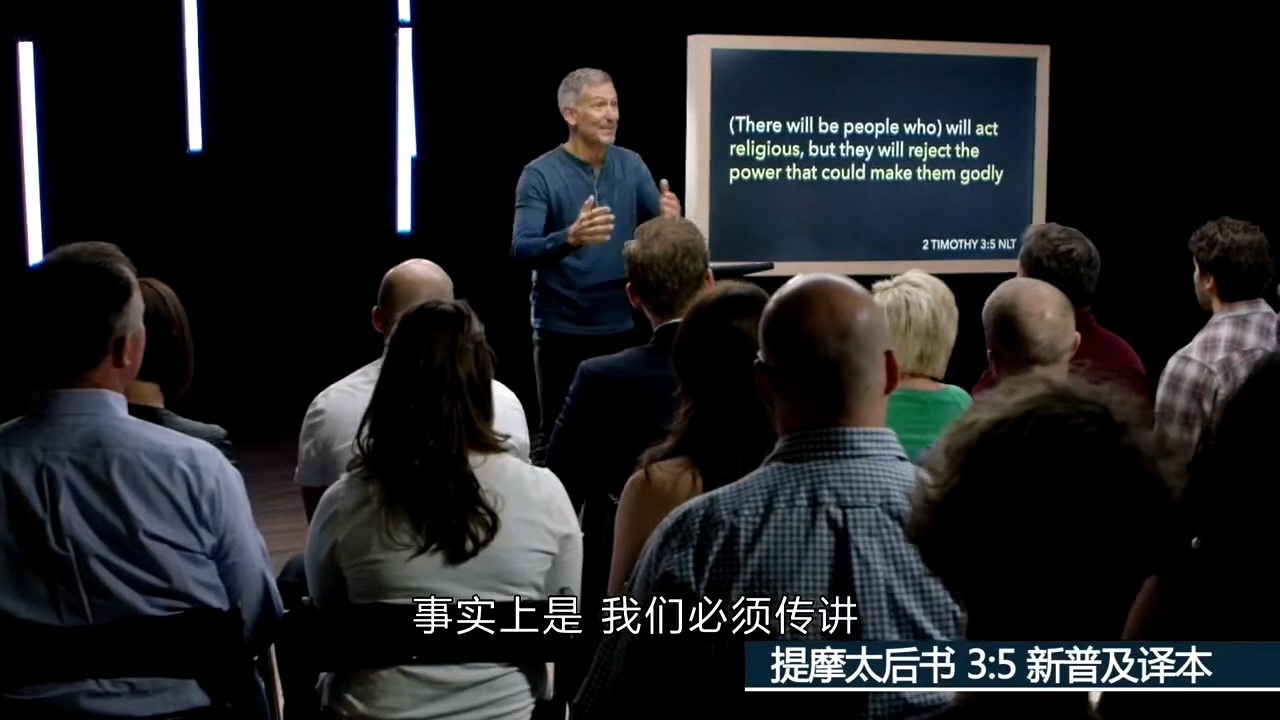 (There will be people who) will act
religious, but they will reject the
power that could make them godly
2 TIMOTHY 3:5 NLT
事实上是 我们必须传讲
提摩太后书 3:5 新普及译本